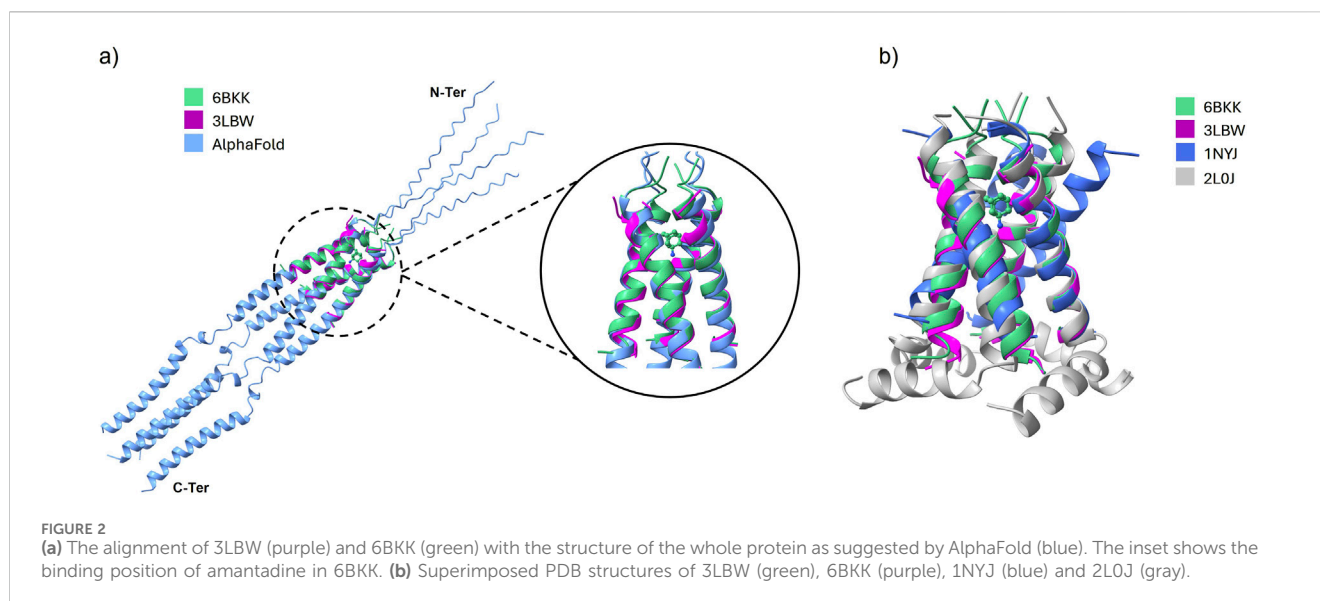 a)
6BKK
3LBW
AlphaFold
N-Ter
C-Ter
b)
6BKK
3LBW
1NYJ
2L0J
FIGURE 2
(a) The alignment of 3LBW (purple) and 6BKK (green) with the structure of the whole protein as suggested by AlphaFold (blue). The inset shows the
binding position of amantadine in 6BKK. (b) Superimposed PDB structures of 3LBW (green), 6BKK (purple), 1NYJ (blue) and 2L0J (gray).